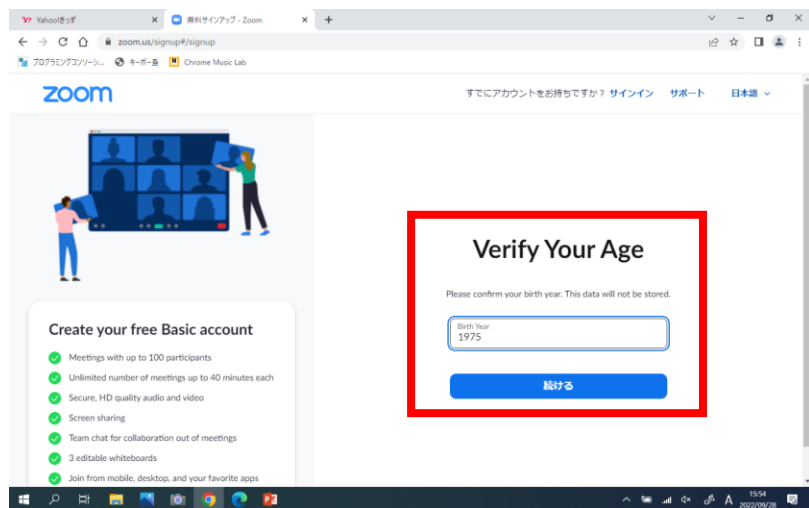 Yahoo!きっず
無料サインアップ - Zoom
zoom.us/signup#/signup
プログラミングコンソーシ...
キーボー島
Chrome Music Lab
zoom
すでにアカウントをお持ちですか? サインイン サポート 日本語
Verify Your Age
Please confirm your birth year. This data will not be stored.
Birth Year
1975
続ける
Create your free Basic account
Meetings with up to 100 participants
Unlimited number of meetings up to 40 minutes each
Secure, HD quality audio and video
Screen sharing
Team chat for collaboration out of meetings
3 editable whiteboards
Join from mobile, desktop, and your favorite apps
A
15:54
2022/09/28